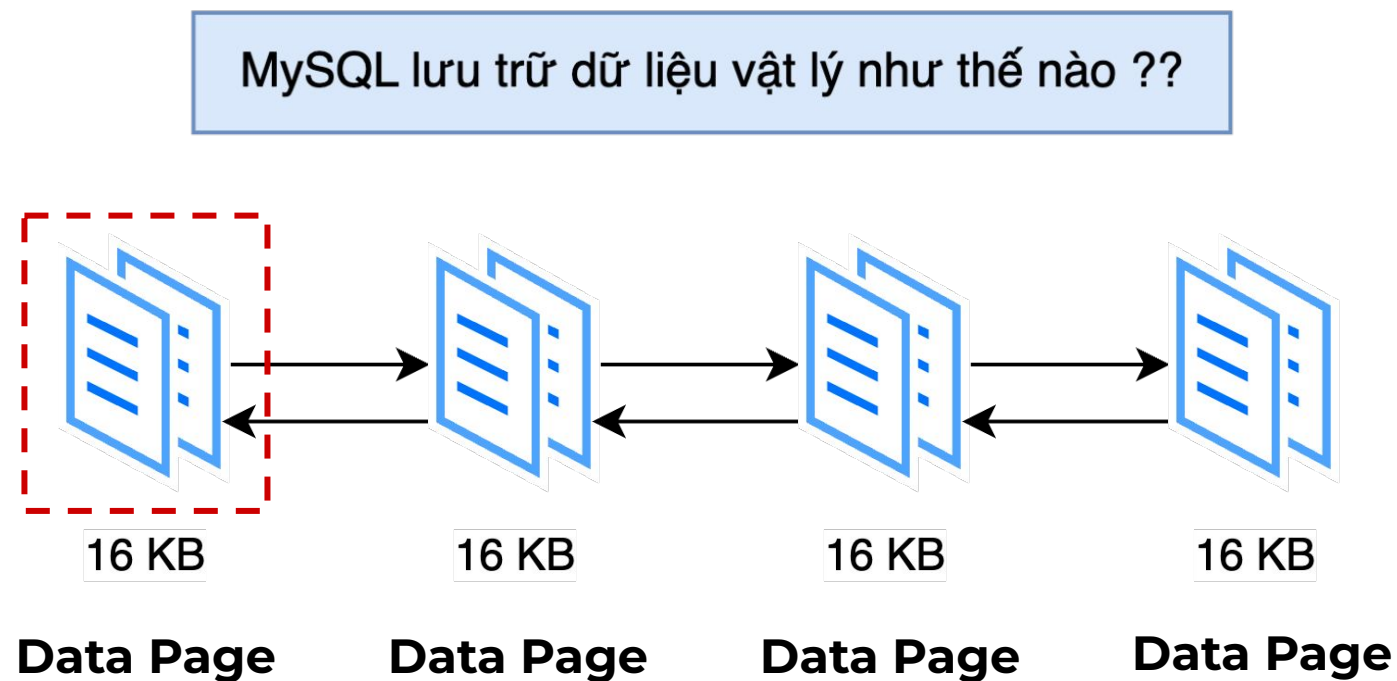 MySQL lưu trữ dữ liệu vật lý như thế nào ??
16 KB
16 KB
16 KB
16 KB
Data Page
Data Page
Data Page
Data Page